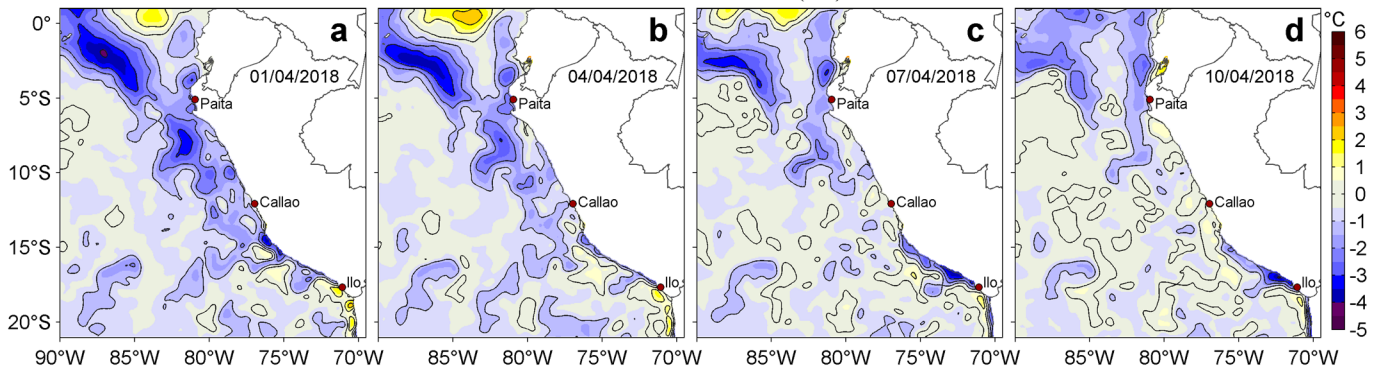 a b c d
°C
0°
5°S
10°S
15°S
20°S
01/04/2018 04/04/2018 07/04/2018 10/04/2018
Paita Paita Paita Paita
Callao Callao Callao Callao
Ilo Ilo Ilo Ilo
6
5
4
3
2
1
0
-1
-2
-3
-4
-5
90°W 85°W 80°W 75°W 70°W 85°W 80°W 75°W 70°W 85°W 80°W 75°W 70°W 85°W 80°W 75°W 70°W